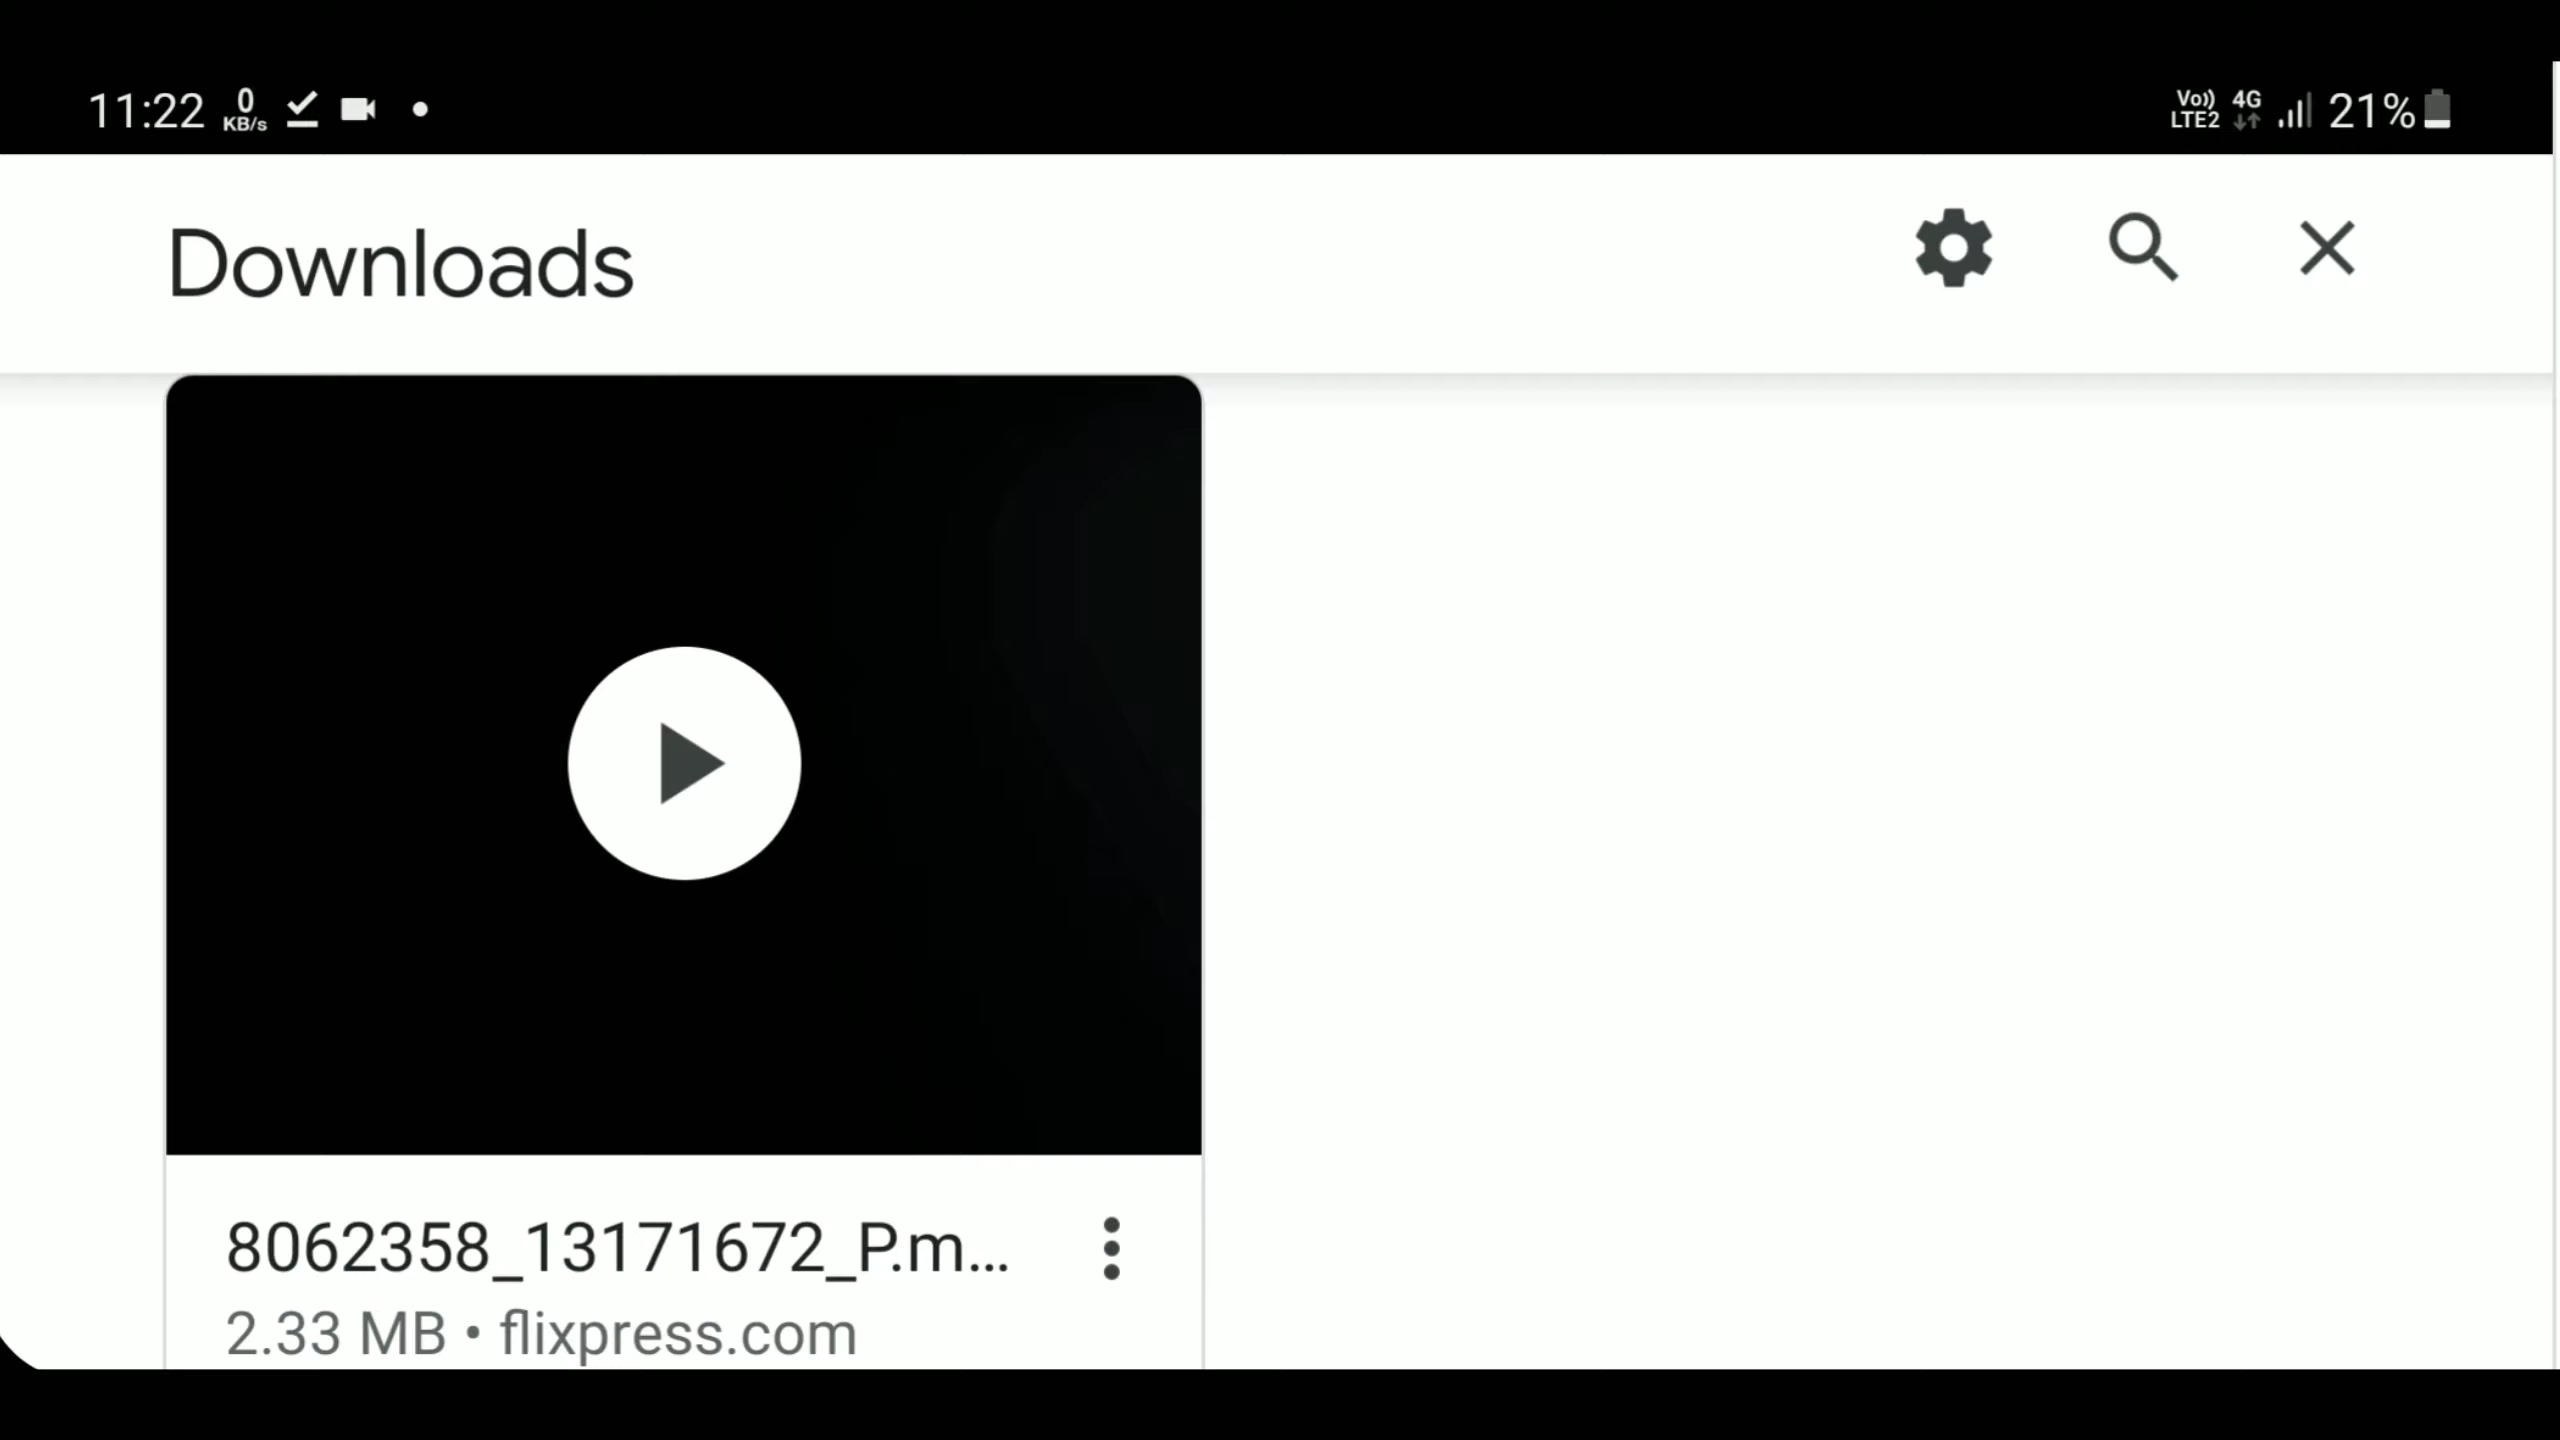 11:22 0 KB/s Vo)) LTE2 4G 21%
Downloads
8062358_13171672_P.m...
2.33 MB • flixpress.com